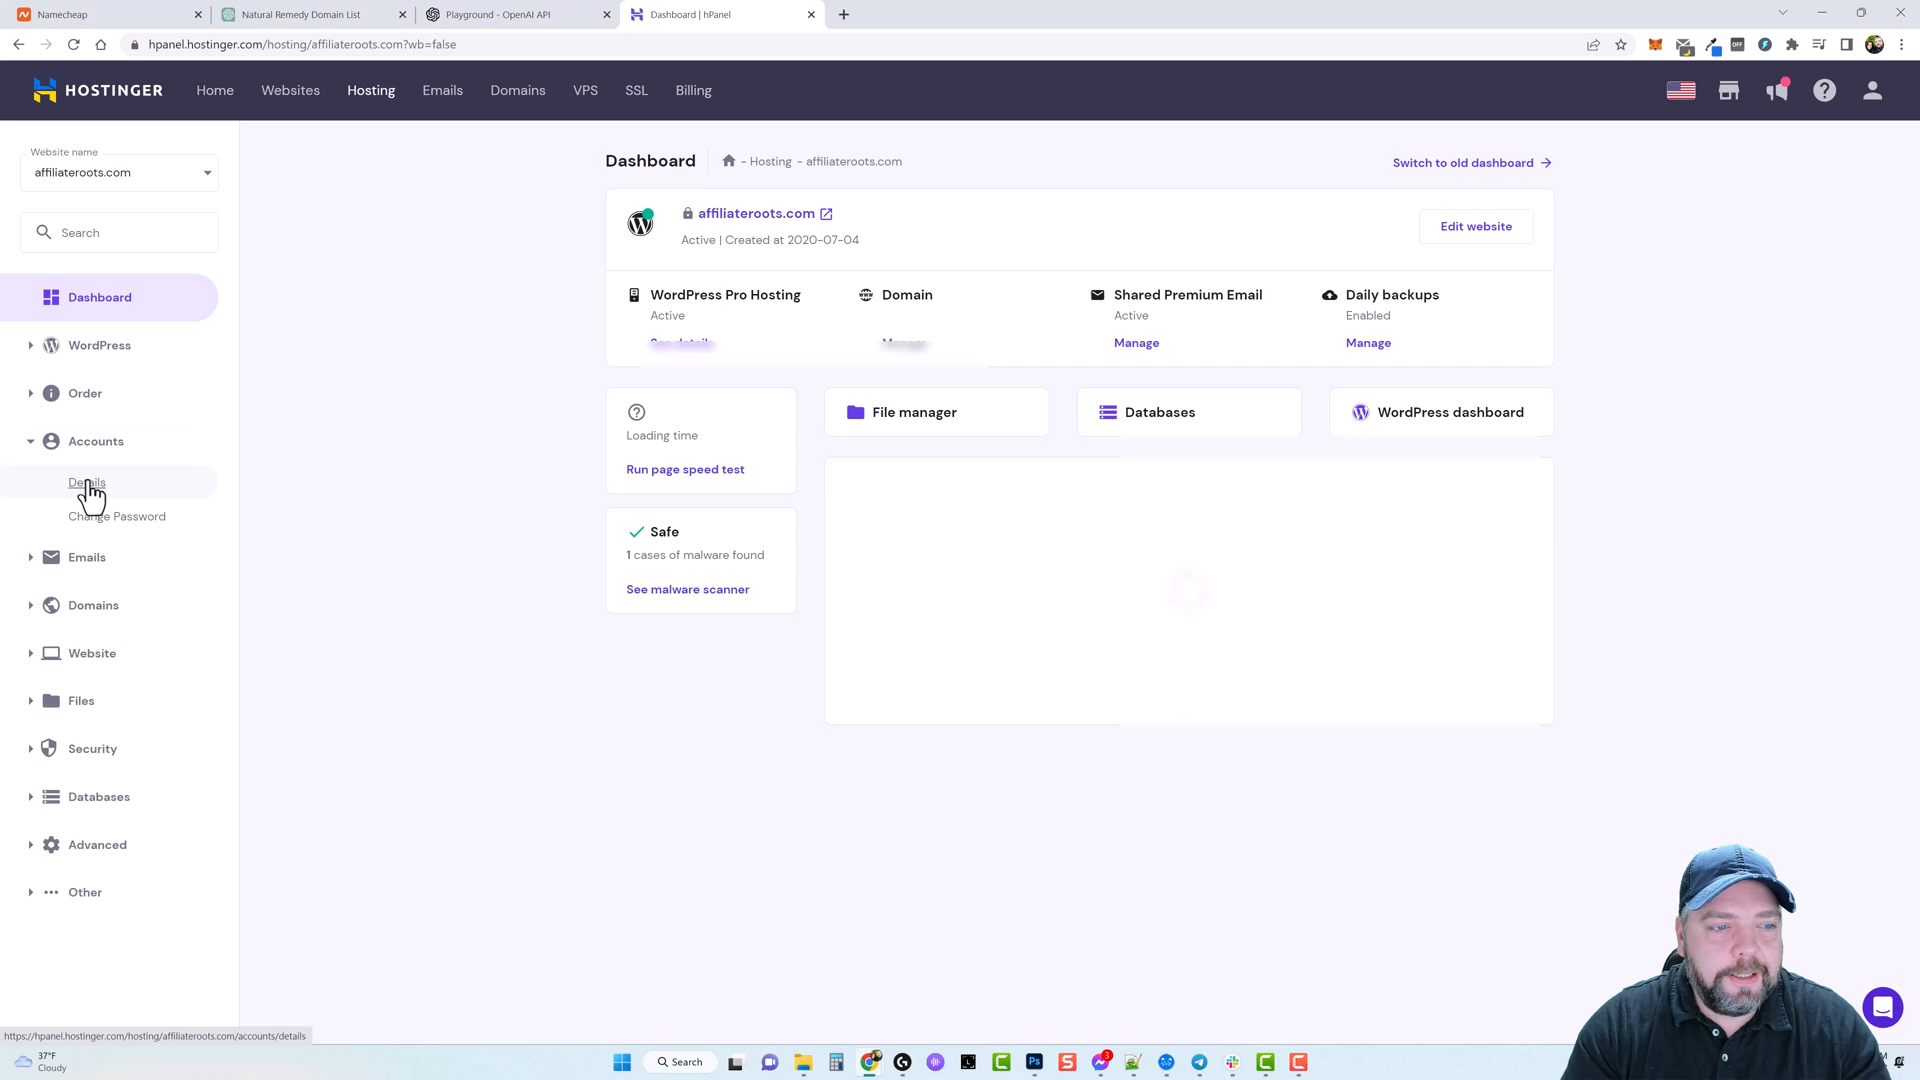 Namecheap
Natural Remedy Domain List
Playground - OpenAI API
Dashboard | hPanel
hpanel.hostinger.com/hosting/affiliateroots.com?wb=false
OFF
HOSTINGER
Home
Websites
Hosting
Emails
Domains
VPS
SSL
Billing
Website name
affiliateroots.com
Search
Dashboard
WordPress
Order
Accounts
Details
Change Password
Emails
Domains
Website
Files
Security
Databases
Advanced
Other
Dashboard
- Hosting - affiliateroots.com
Switch to old dashboard
affiliateroots.com
Active | Created at 2020-07-04
Edit website
WordPress Pro Hosting
Active
See details
Domain
Manage
Shared Premium Email
Active
Manage
Daily backups
Enabled
Manage
Loading time
Run page speed test
File manager
Databases
WordPress dashboard
Safe
1 cases of malware found
See malware scanner
https://hpanel.hostinger.com/hosting/affiliateroots.com/accounts/details
37°F
Cloudy
Search
3